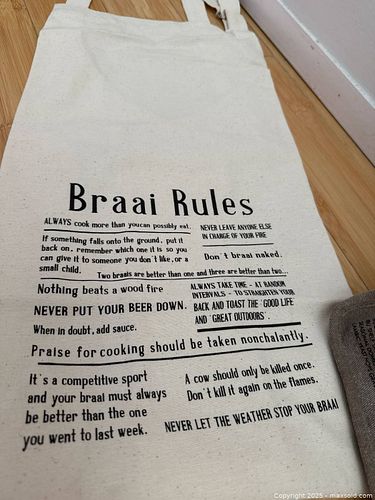 Braai Rules
ALWAYS cook more than youcan possibly eat.
If something falls onto the ground, put it
back on, remember which one it is so you
can give it to someone you don't like, or a
small child.
NEVER LEAVE ANYONE ELSE
IN CHANGE OF YOUR FIRE
Don't braai naked.
Two braais are better than one and three are better than two...
Nothing beats a wood fire
NEVER PUT YOUR BEER DOWN.
When in doubt, add sauce.
ALWAYS TAKE TIME - AT RANDOM
INTERVALS - TO STRAIGHTEN YOUR
BACK AND TOAST THE 'GOOD LIFE
AND 'GREAT OUTDOORS'.
Praise for cooking should be taken nonchalantly.
It's a competitive sport
and your braai must always
be better than the one
you went to last week.
A cow should only be killed once.
Don't kill it again on the flames.
NEVER LET THE WEATHER STOP YOUR BRAAI
Copyright 2025 - maxsold.com